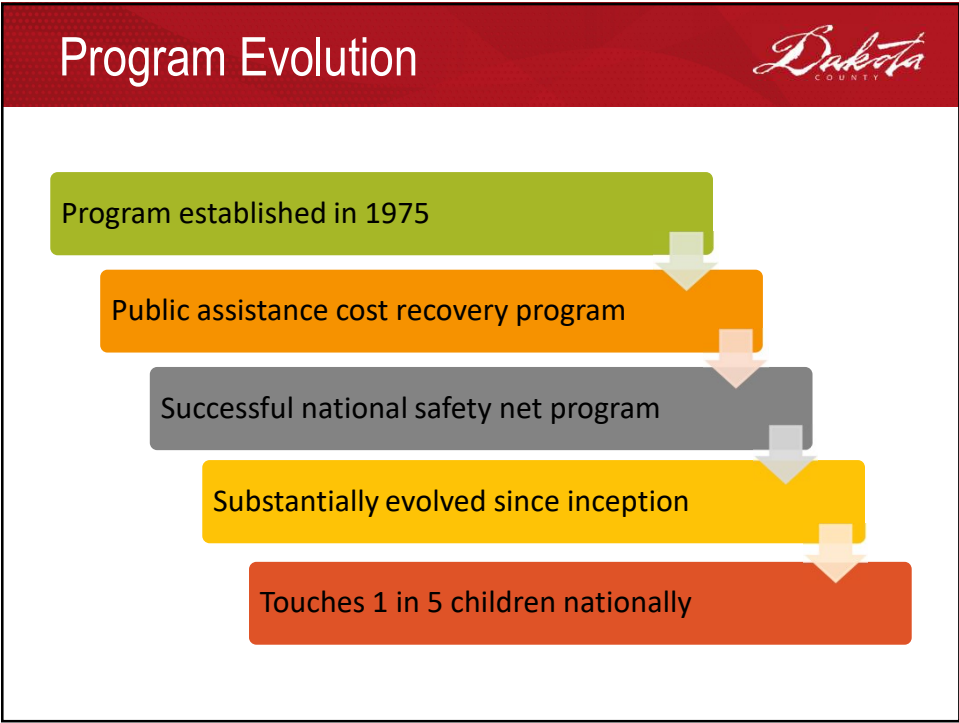 Program Evolution
Dakota
COUNTY
Program established in 1975
Public assistance cost recovery program
Successful national safety net program
Substantially evolved since inception
Touches 1 in 5 children nationally